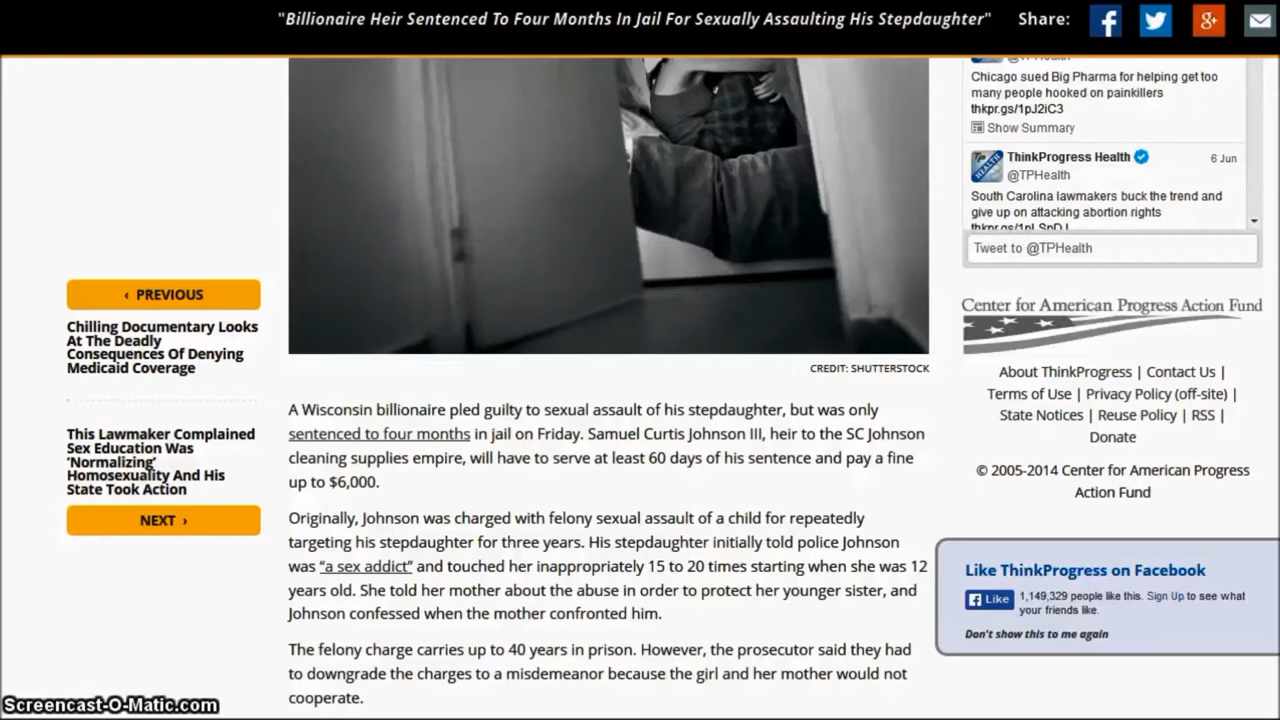 "Billionaire Heir Sentenced To Four Months In Jail For Sexually Assaulting His Stepdaughter"
Share:
‹ PREVIOUS
Chilling Documentary Looks
At The Deadly
Consequences Of Denying
Medicaid Coverage
This Lawmaker Complained
Sex Education Was
‘Normalizing’
Homosexuality And His
State Took Action
NEXT ›
CREDIT: SHUTTERSTOCK
A Wisconsin billionaire pled guilty to sexual assault of his stepdaughter, but was only
sentenced to four months in jail on Friday. Samuel Curtis Johnson III, heir to the SC Johnson
cleaning supplies empire, will have to serve at least 60 days of his sentence and pay a fine
up to $6,000.
Originally, Johnson was charged with felony sexual assault of a child for repeatedly
targeting his stepdaughter for three years. His stepdaughter initially told police Johnson
was “a sex addict” and touched her inappropriately 15 to 20 times starting when she was 12
years old. She told her mother about the abuse in order to protect her younger sister, and
Johnson confessed when the mother confronted him.
The felony charge carries up to 40 years in prison. However, the prosecutor said they had
to downgrade the charges to a misdemeanor because the girl and her mother would not
cooperate.
@TPHealth
Chicago sued Big Pharma for helping get too
many people hooked on painkillers
thkpr.gs/1pJ2iC3
Show Summary
ThinkProgress Health 6 Jun
@TPHealth
South Carolina lawmakers buck the trend and
give up on attacking abortion rights
Tweet to @TPHealth
Center for American Progress Action Fund
About ThinkProgress | Contact Us |
Terms of Use | Privacy Policy (off-site) |
State Notices | Reuse Policy | RSS |
Donate
© 2005-2014 Center for American Progress
Action Fund
Like ThinkProgress on Facebook
Like 1,149,329 people like this. Sign Up to see what
your friends like.
Don't show this to me again
Screencast-O-Matic.com